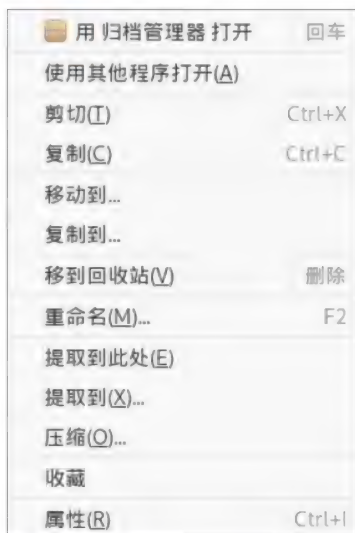 用 归档管理器 打开 回车
使用其他程序打开(A)
剪切(T) Ctrl+X
复制(C) Ctrl+C
移动到...
复制到...
移到回收站(V) 删除
重命名(M)... F2
提取到此处(E)
提取到(X)...
压缩(O)...
收藏
属性(R) Ctrl+I